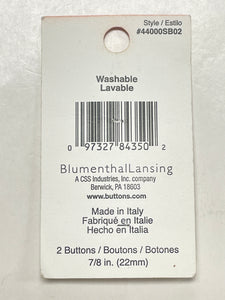 Style / Estilo
#44000SB02
Washable
Lavable
0 97327 84350 2
BlumenthalLansing
A CSS Industries, Inc. company
Berwick, PA 18603
www.buttons.com
Made in Italy
Fabriqué en Italie
Hecho en Italia
2 Buttons / Boutons / Botones
7/8 in. (22mm)